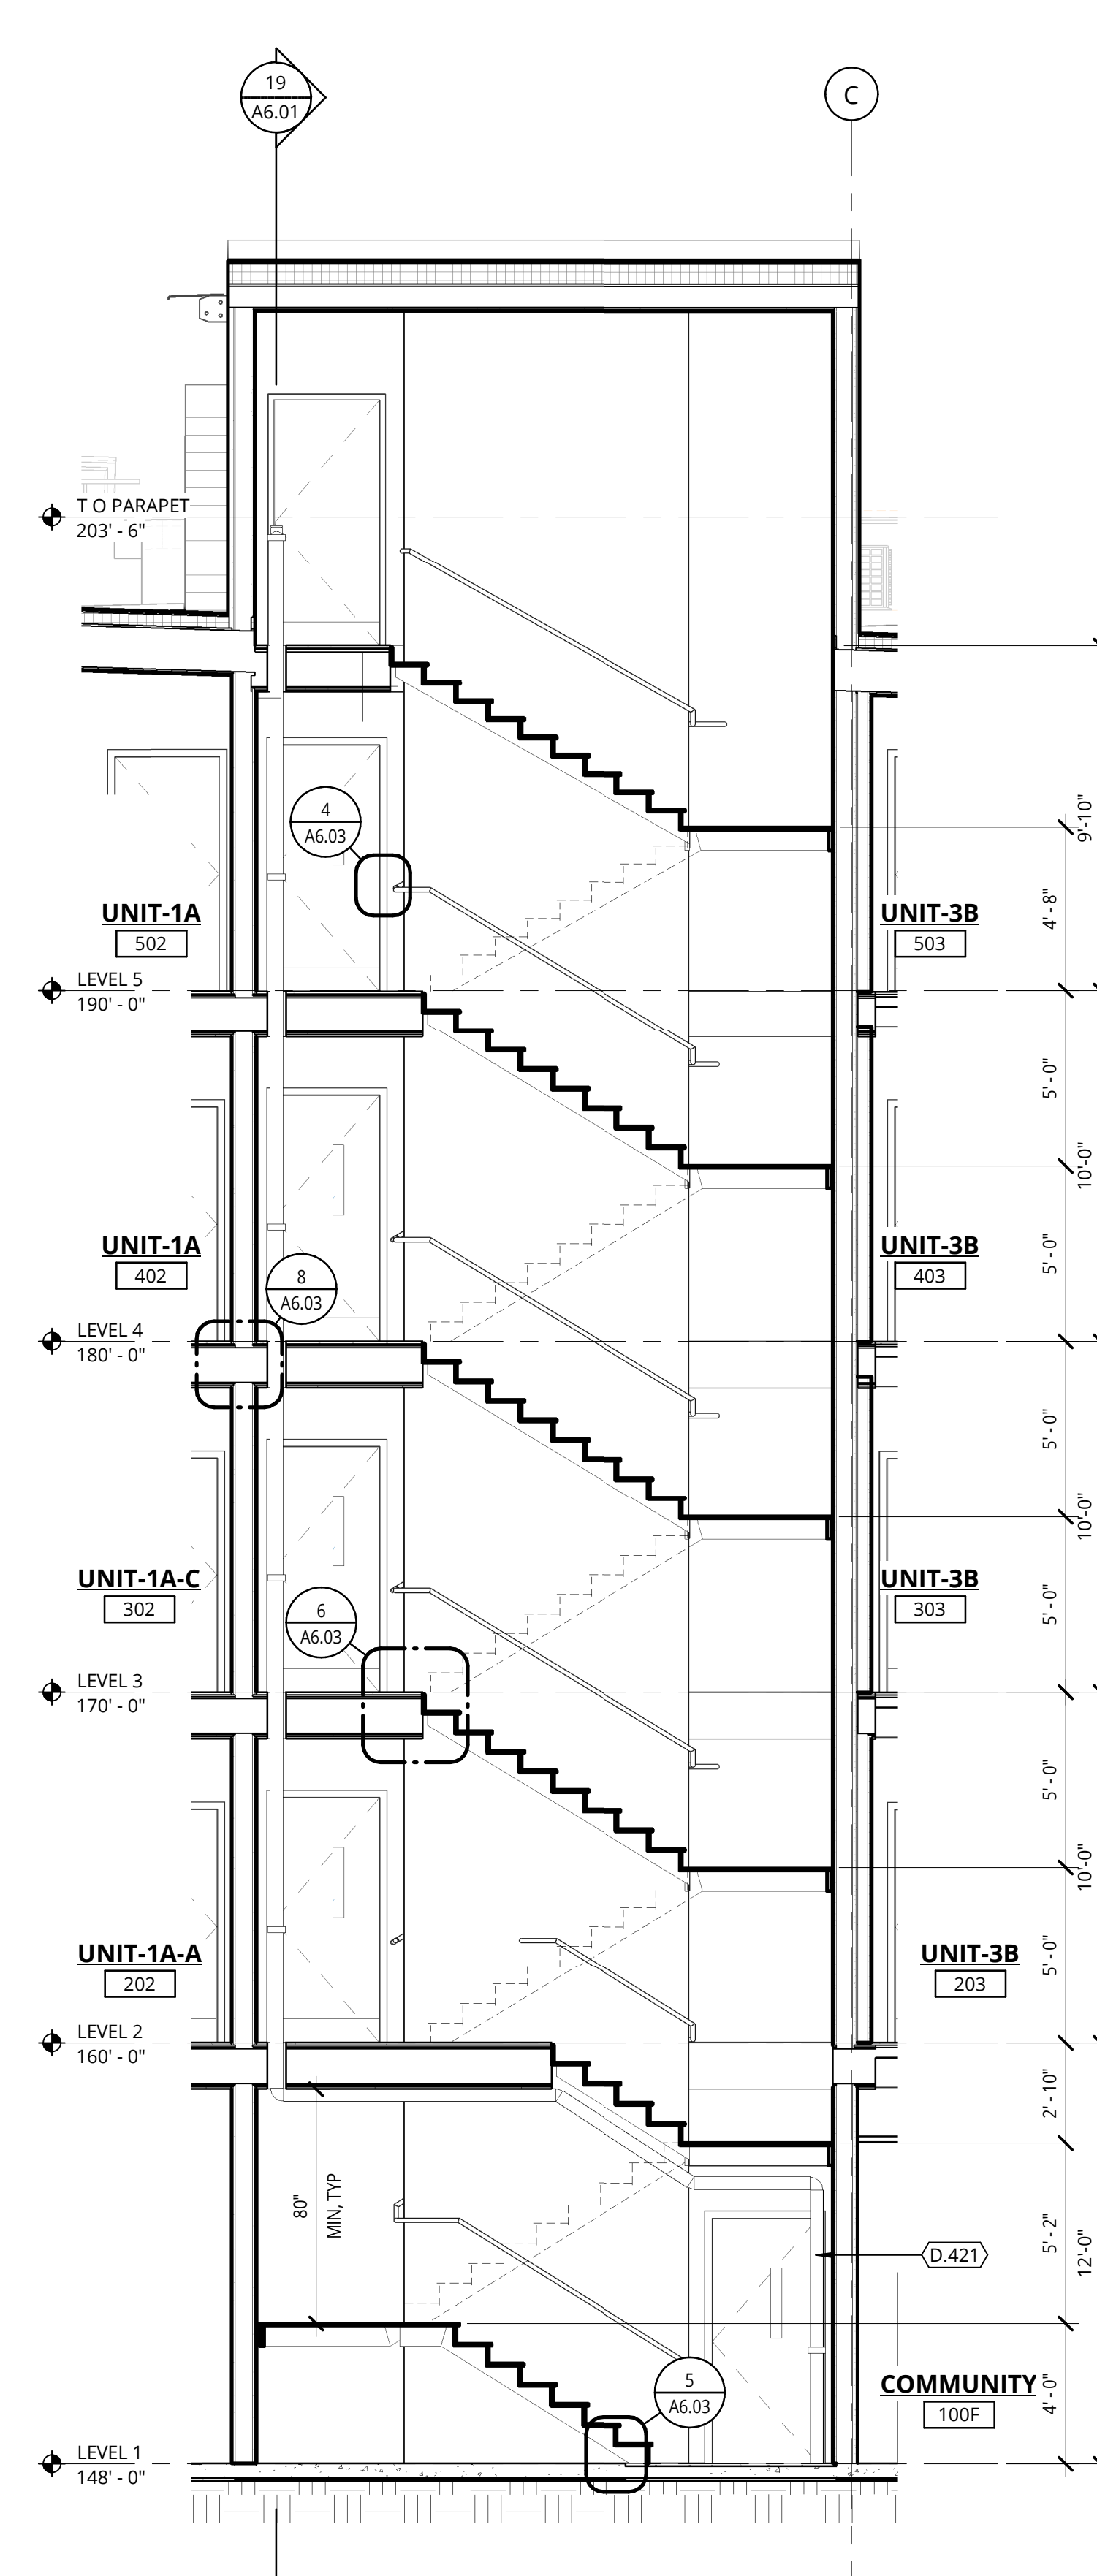 19
A6.01
C
T O PARAPET
203' - 6"
4
A6.03
9'-10"
4' - 8"
UNIT-1A
502
UNIT-3B
503
LEVEL 5
190' - 0"
5' - 0"
10'-0"
5' - 0"
UNIT-1A
402
UNIT-3B
403
8
A6.03
LEVEL 4
180' - 0"
5' - 0"
10'-0"
5' - 0"
UNIT-1A-C
302
UNIT-3B
303
6
A6.03
LEVEL 3
170' - 0"
5' - 0"
10'-0"
5' - 0"
UNIT-1A-A
202
UNIT-3B
203
LEVEL 2
160' - 0"
2' - 10"
80"
MIN, TYP
5' - 2"
12'-0"
D.421
5
A6.03
COMMUNITY
100F
4' - 0"
LEVEL 1
148' - 0"